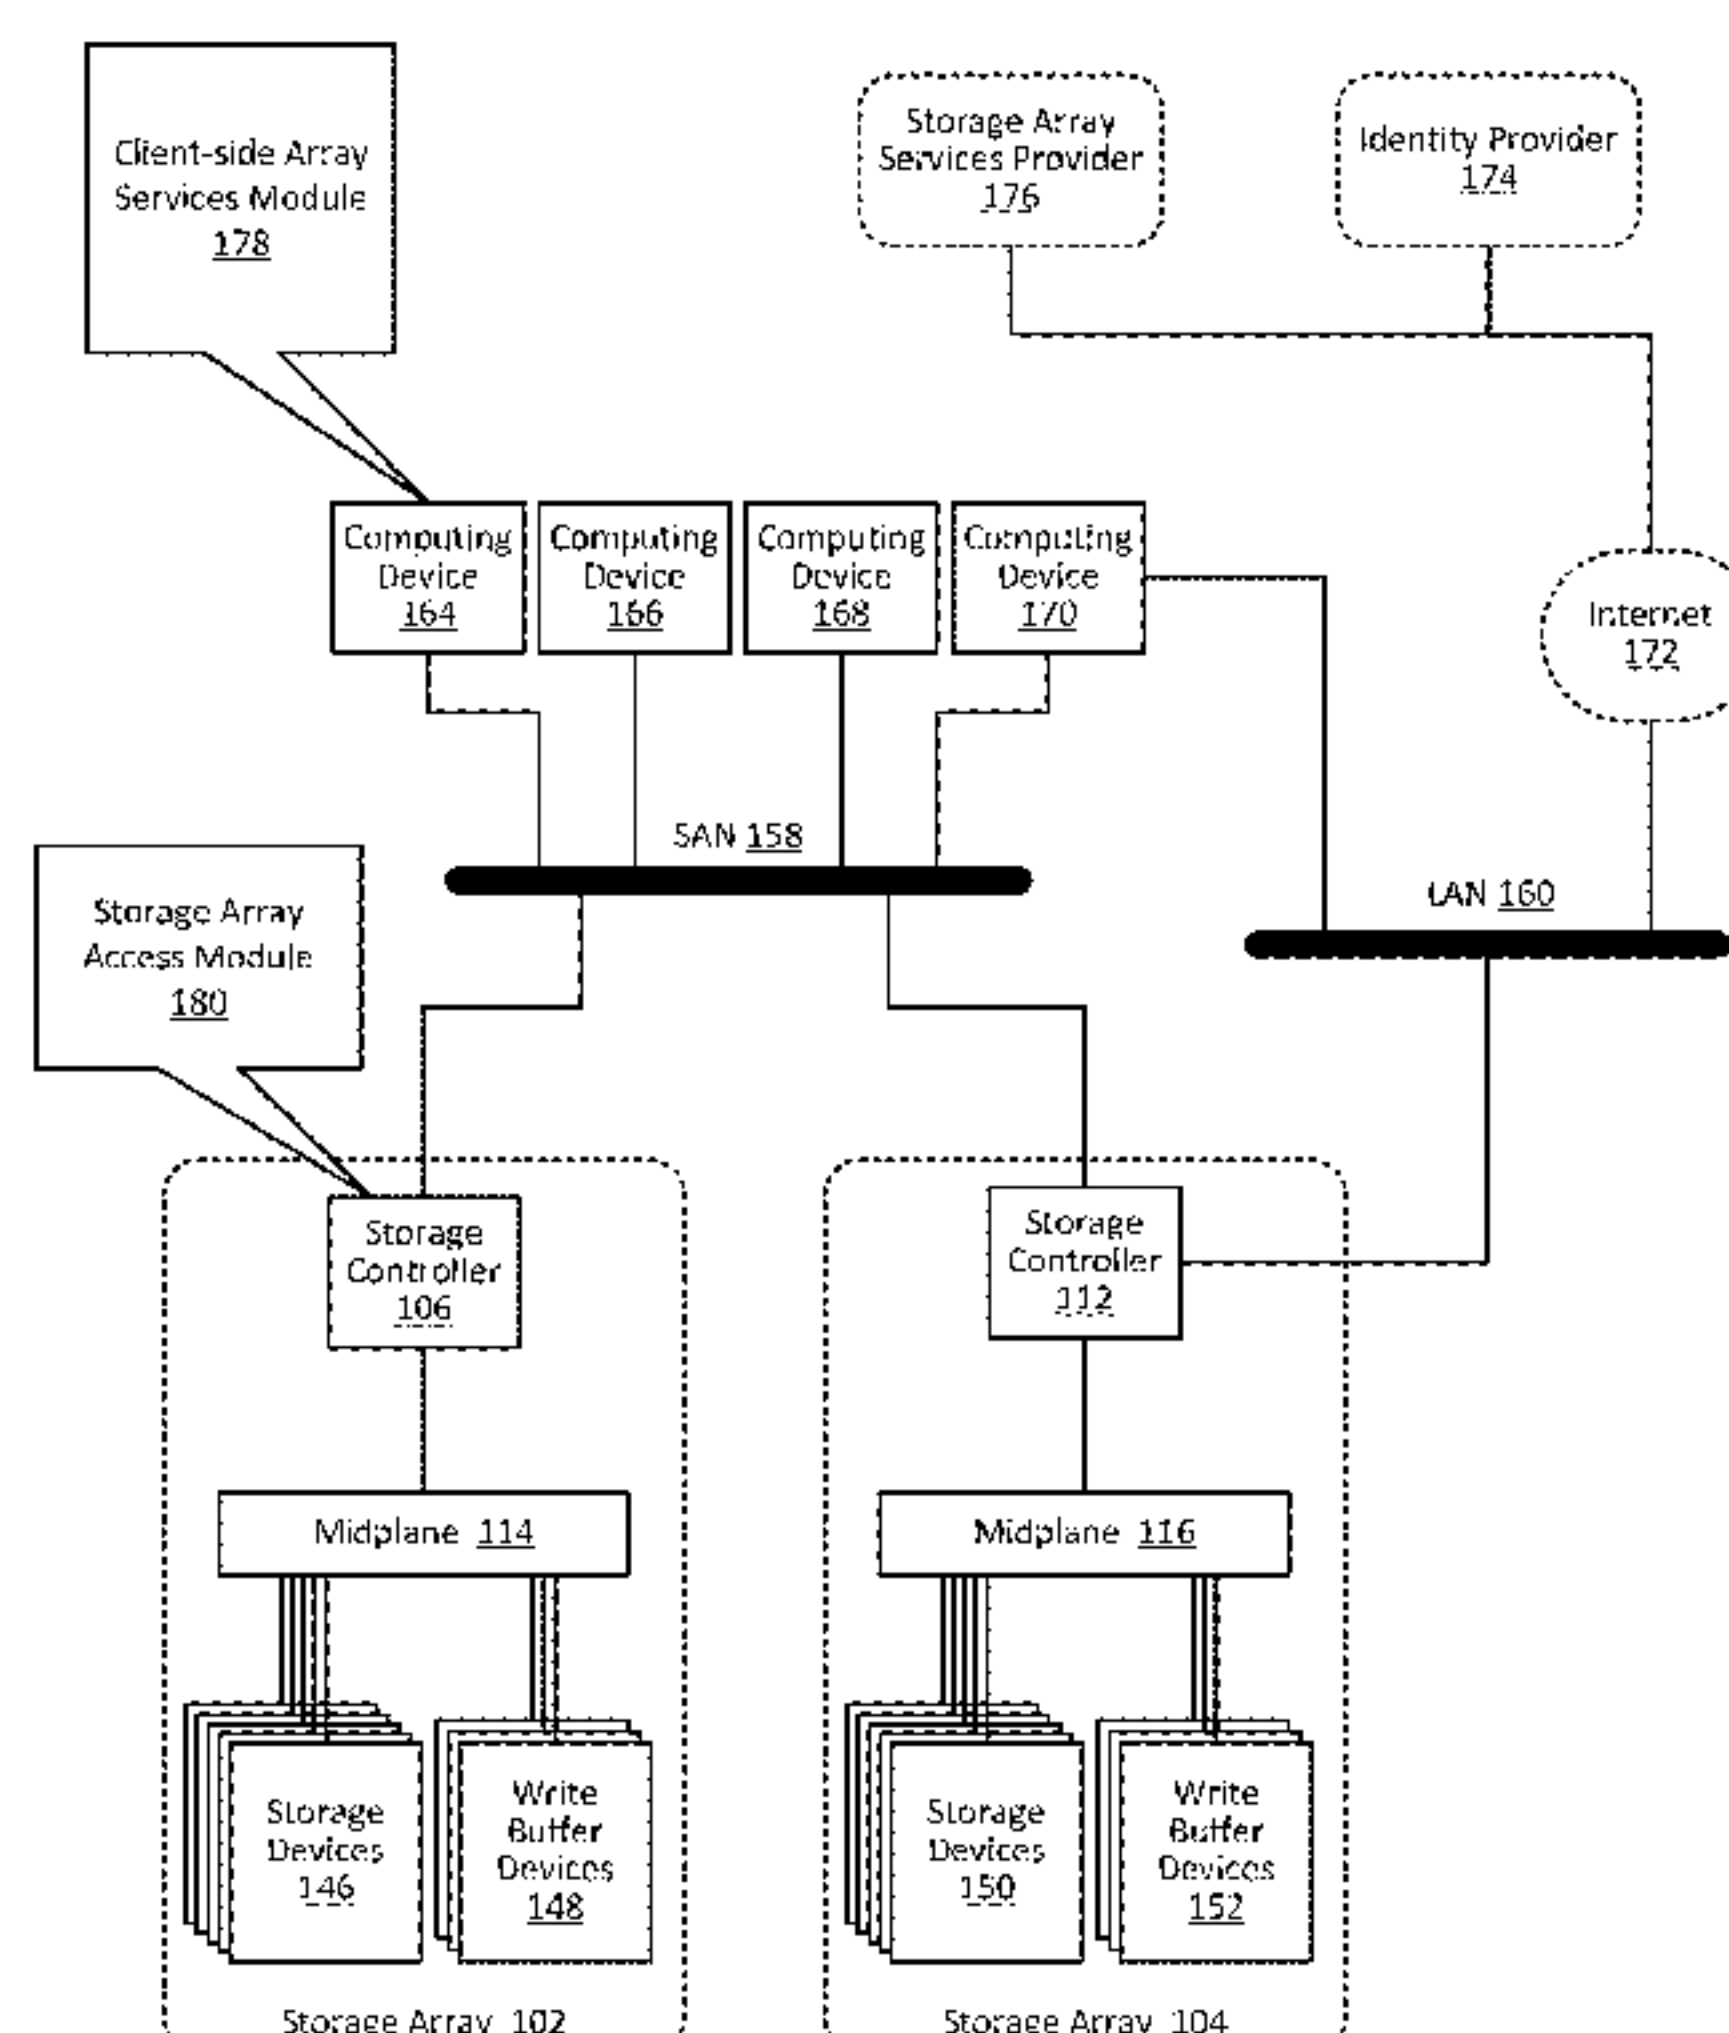 Client-side Array
Services Module
178
Storage Array
Services Provider
176
Identity Provider
174
Computing
Device
164
Computing
Device
166
Computing
Device
168
Computing
Device
170
Internet
172
SAN 158
LAN 160
Storage Array
Access Module
180
Storage
Controller
106
Storage
Controller
112
Midplane 114
Midplane 116
Storage
Devices
146
Write
Buffer
Devices
148
Storage
Devices
150
Write
Buffer
Devices
152
Storage Array 102
Storage Array 104